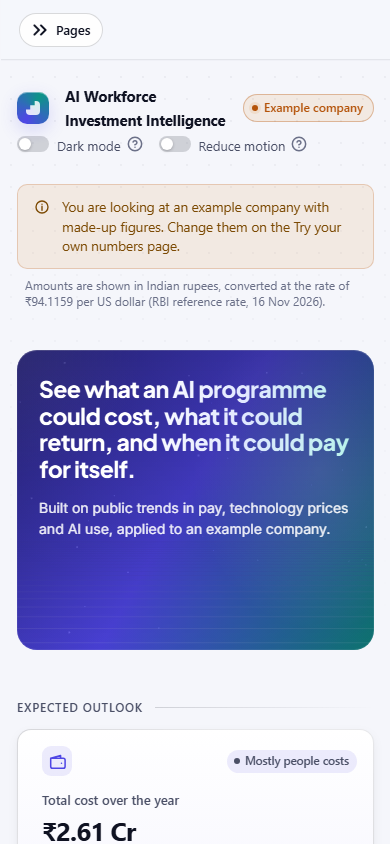 Pages
AI Workforce
Investment Intelligence
Example company
Dark mode
Reduce motion
You are looking at an example company with
made-up figures. Change them on the Try your
own numbers page.
Amounts are shown in Indian rupees, converted at the rate of
₹94.1159 per US dollar (RBI reference rate, 16 Nov 2026).
See what an AI programme
could cost, what it could
return, and when it could pay
for itself.
Built on public trends in pay, technology prices
and AI use, applied to an example company.
EXPECTED OUTLOOK
Mostly people costs
Total cost over the year
₹2.61 Cr